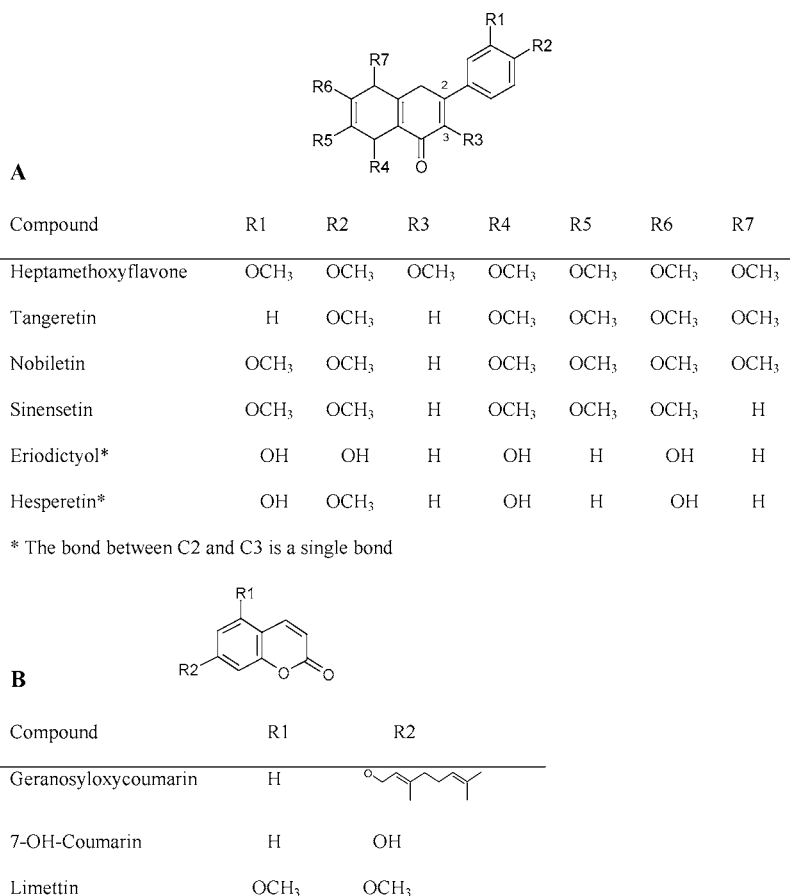 R1
R2
R7
R6
2
R5
3
R3
R4
O
A
Compound R1 R2 R3 R4 R5 R6 R7
Heptamethoxyflavone OCH₃ OCH₃ OCH₃ OCH₃ OCH₃ OCH₃ OCH₃
Tangeretin H OCH₃ H OCH₃ OCH₃ OCH₃ OCH₃
Nobiletin OCH₃ OCH₃ H OCH₃ OCH₃ OCH₃ OCH₃
Sinensetin OCH₃ OCH₃ H OCH₃ OCH₃ OCH₃ H
Eriodictyol* OH OH H OH H OH H
Hesperetin* OH OCH₃ H OH H OH H
* The bond between C2 and C3 is a single bond
R1
R2
O
O
B
Compound R1 R2
Geranosyloxycoumarin H O
7-OH-Coumarin H OH
Limettin OCH₃ OCH₃